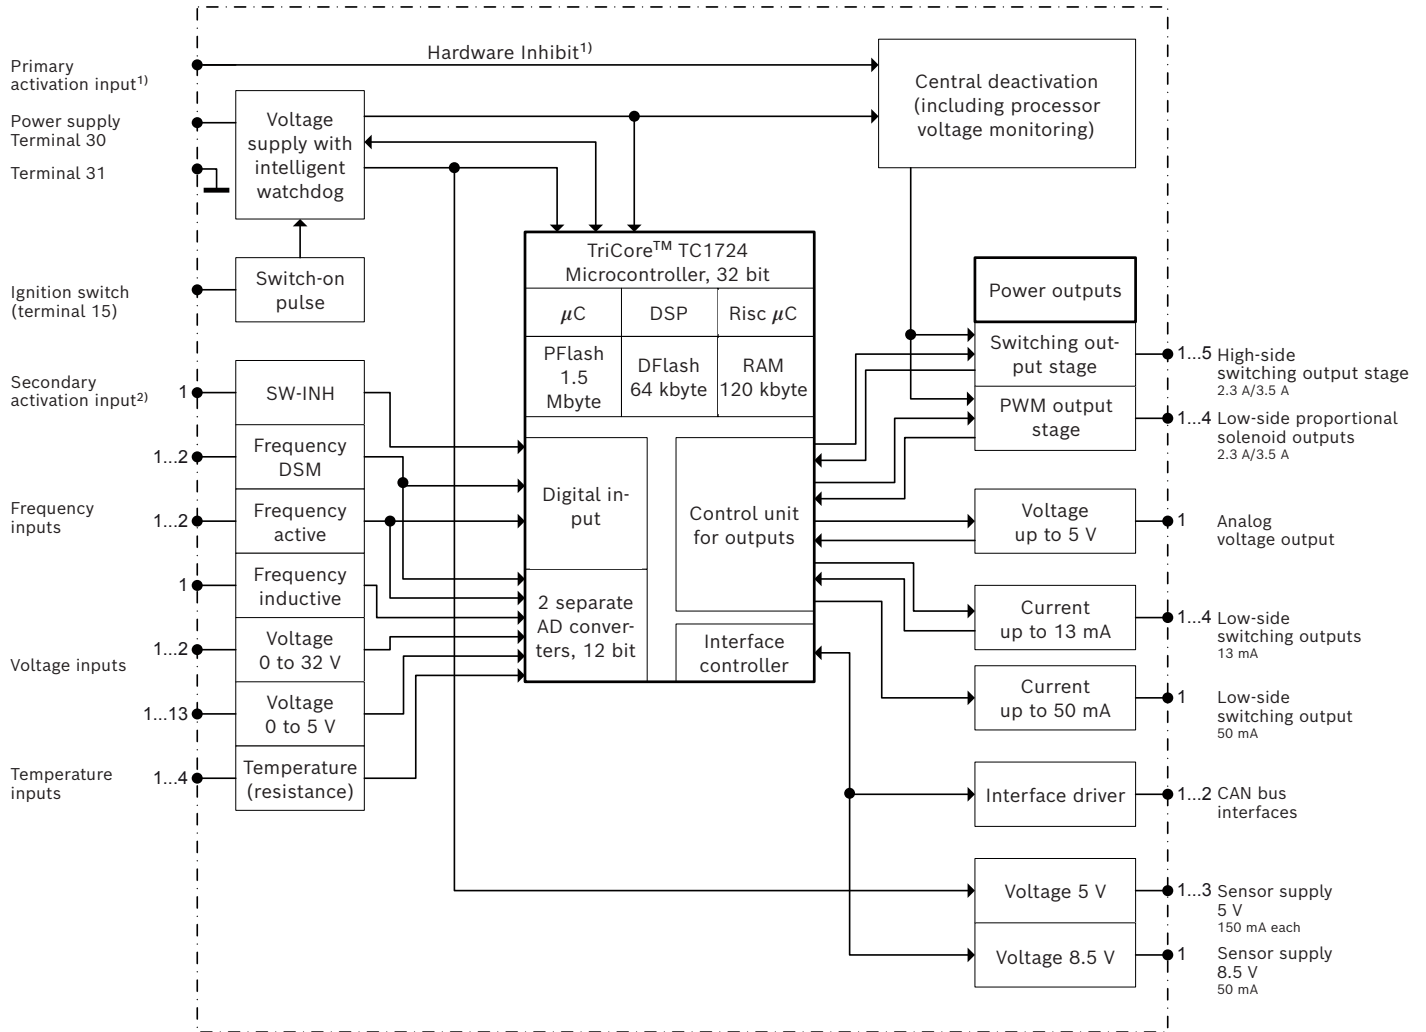 Hardware Inhibit1)
Primary
activation input1)
Power supply
Terminal 30
Terminal 31
Ignition switch
(terminal 15)
Secondary
activation input2)
Frequency
inputs
Voltage inputs
Temperature
inputs
1
1...2
1...2
1
1...2
1...13
1...4
Voltage
supply with
intelligent
watchdog
Switch-on
pulse
SW-INH
Frequency
DSM
Frequency
active
Frequency
inductive
Voltage
0 to 32 V
Voltage
0 to 5 V
Temperature
(resistance)
TriCore™ TC1724
Microcontroller, 32 bit
µC
DSP
Risc µC
PFlash
1.5
Mbyte
DFlash
64 kbyte
RAM
120 kbyte
Digital in-
put
2 separate
AD conver-
ters, 12 bit
Control unit
for outputs
Interface
controller
Central deactivation
(including processor
voltage monitoring)
Power outputs
Switching out-
put stage
PWM output
stage
Voltage
up to 5 V
Current
up to 13 mA
Current
up to 50 mA
Interface driver
Voltage 5 V
Voltage 8.5 V
1...5 High-side
switching output stage
2.3 A/3.5 A
1...4 Low-side proportional
solenoid outputs
2.3 A/3.5 A
1 Analog
voltage output
1...4 Low-side
switching outputs
13 mA
1 Low-side
switching output
50 mA
1...2 CAN bus
interfaces
1...3 Sensor supply
5 V
150 mA each
1 Sensor supply
8.5 V
50 mA